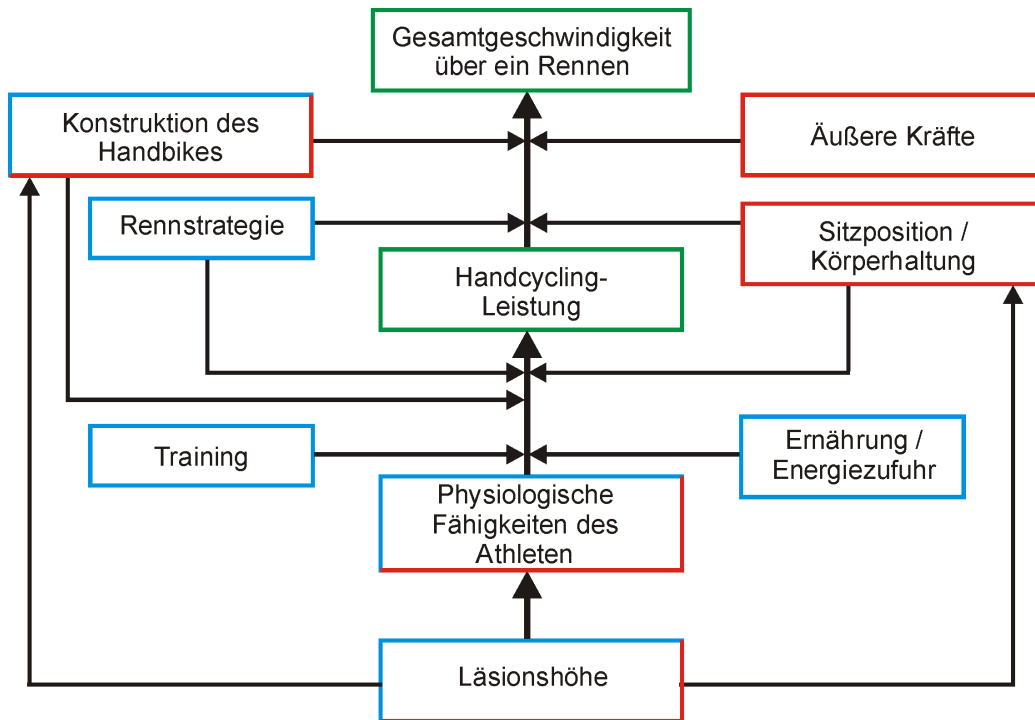 Gesamtgeschwindigkeit
über ein Rennen
Konstruktion des
Handbikes
Äußere Kräfte
Rennstrategie
Sitzposition /
Körperhaltung
Handcycling-
Leistung
Training
Ernährung /
Energiezufuhr
Physiologische
Fähigkeiten des
Athleten
Läsionshöhe